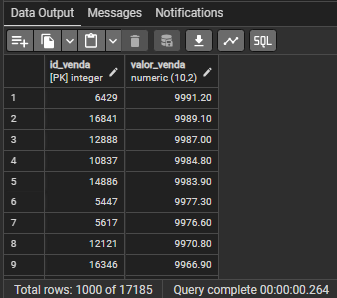 Data Output Messages Notifications
SQL
id_venda valor_venda
[PK] integer numeric (10,2)
1 6429 9991.20
2 16841 9989.10
3 12888 9987.00
4 10837 9984.80
5 14886 9983.90
6 5447 9977.30
7 5617 9976.60
8 12121 9970.80
9 16346 9966.90
Total rows: 1000 of 17185 Query complete 00:00:00.264